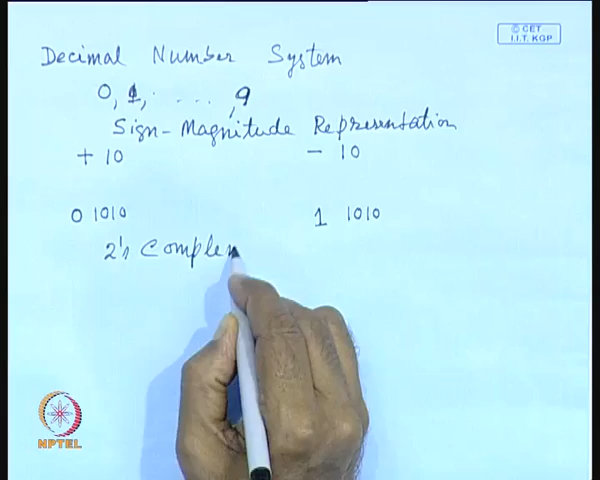 © CET
I.I.T. KGP
Decimal Number System
0, 1, . . . . , 9
Sign-Magnitude Representation
+ 10 - 10
0 1010 1 1010
2's Complem
NPTEL